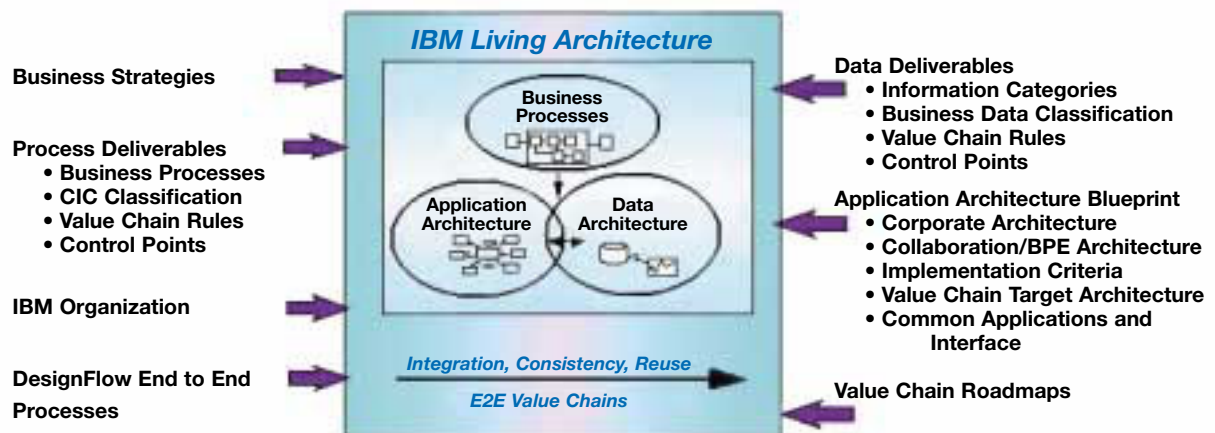 IBM Living Architecture
Business Strategies
Process Deliverables
• Business Processes
• CIC Classification
• Value Chain Rules
• Control Points
IBM Organization
DesignFlow End to End
Processes
Business
Processes
Application
Architecture
Data
Architecture
Integration, Consistency, Reuse
E2E Value Chains
Data Deliverables
• Information Categories
• Business Data Classification
• Value Chain Rules
• Control Points
Application Architecture Blueprint
• Corporate Architecture
• Collaboration/BPE Architecture
• Implementation Criteria
• Value Chain Target Architecture
• Common Applications and
Interface
Value Chain Roadmaps